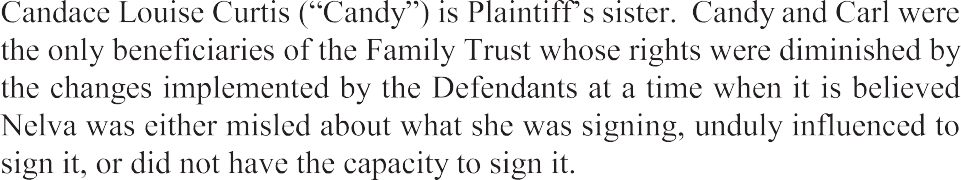 Candace Louise Curtis (“Candy”) is Plaintiff’s sister.  Candy and Carl were
the only beneficiaries of the Family Trust whose rights were diminished by
the changes implemented by the Defendants at a time when it is believed
Nelva was either misled about what she was signing, unduly influenced to
sign it, or did not have the capacity to sign it.